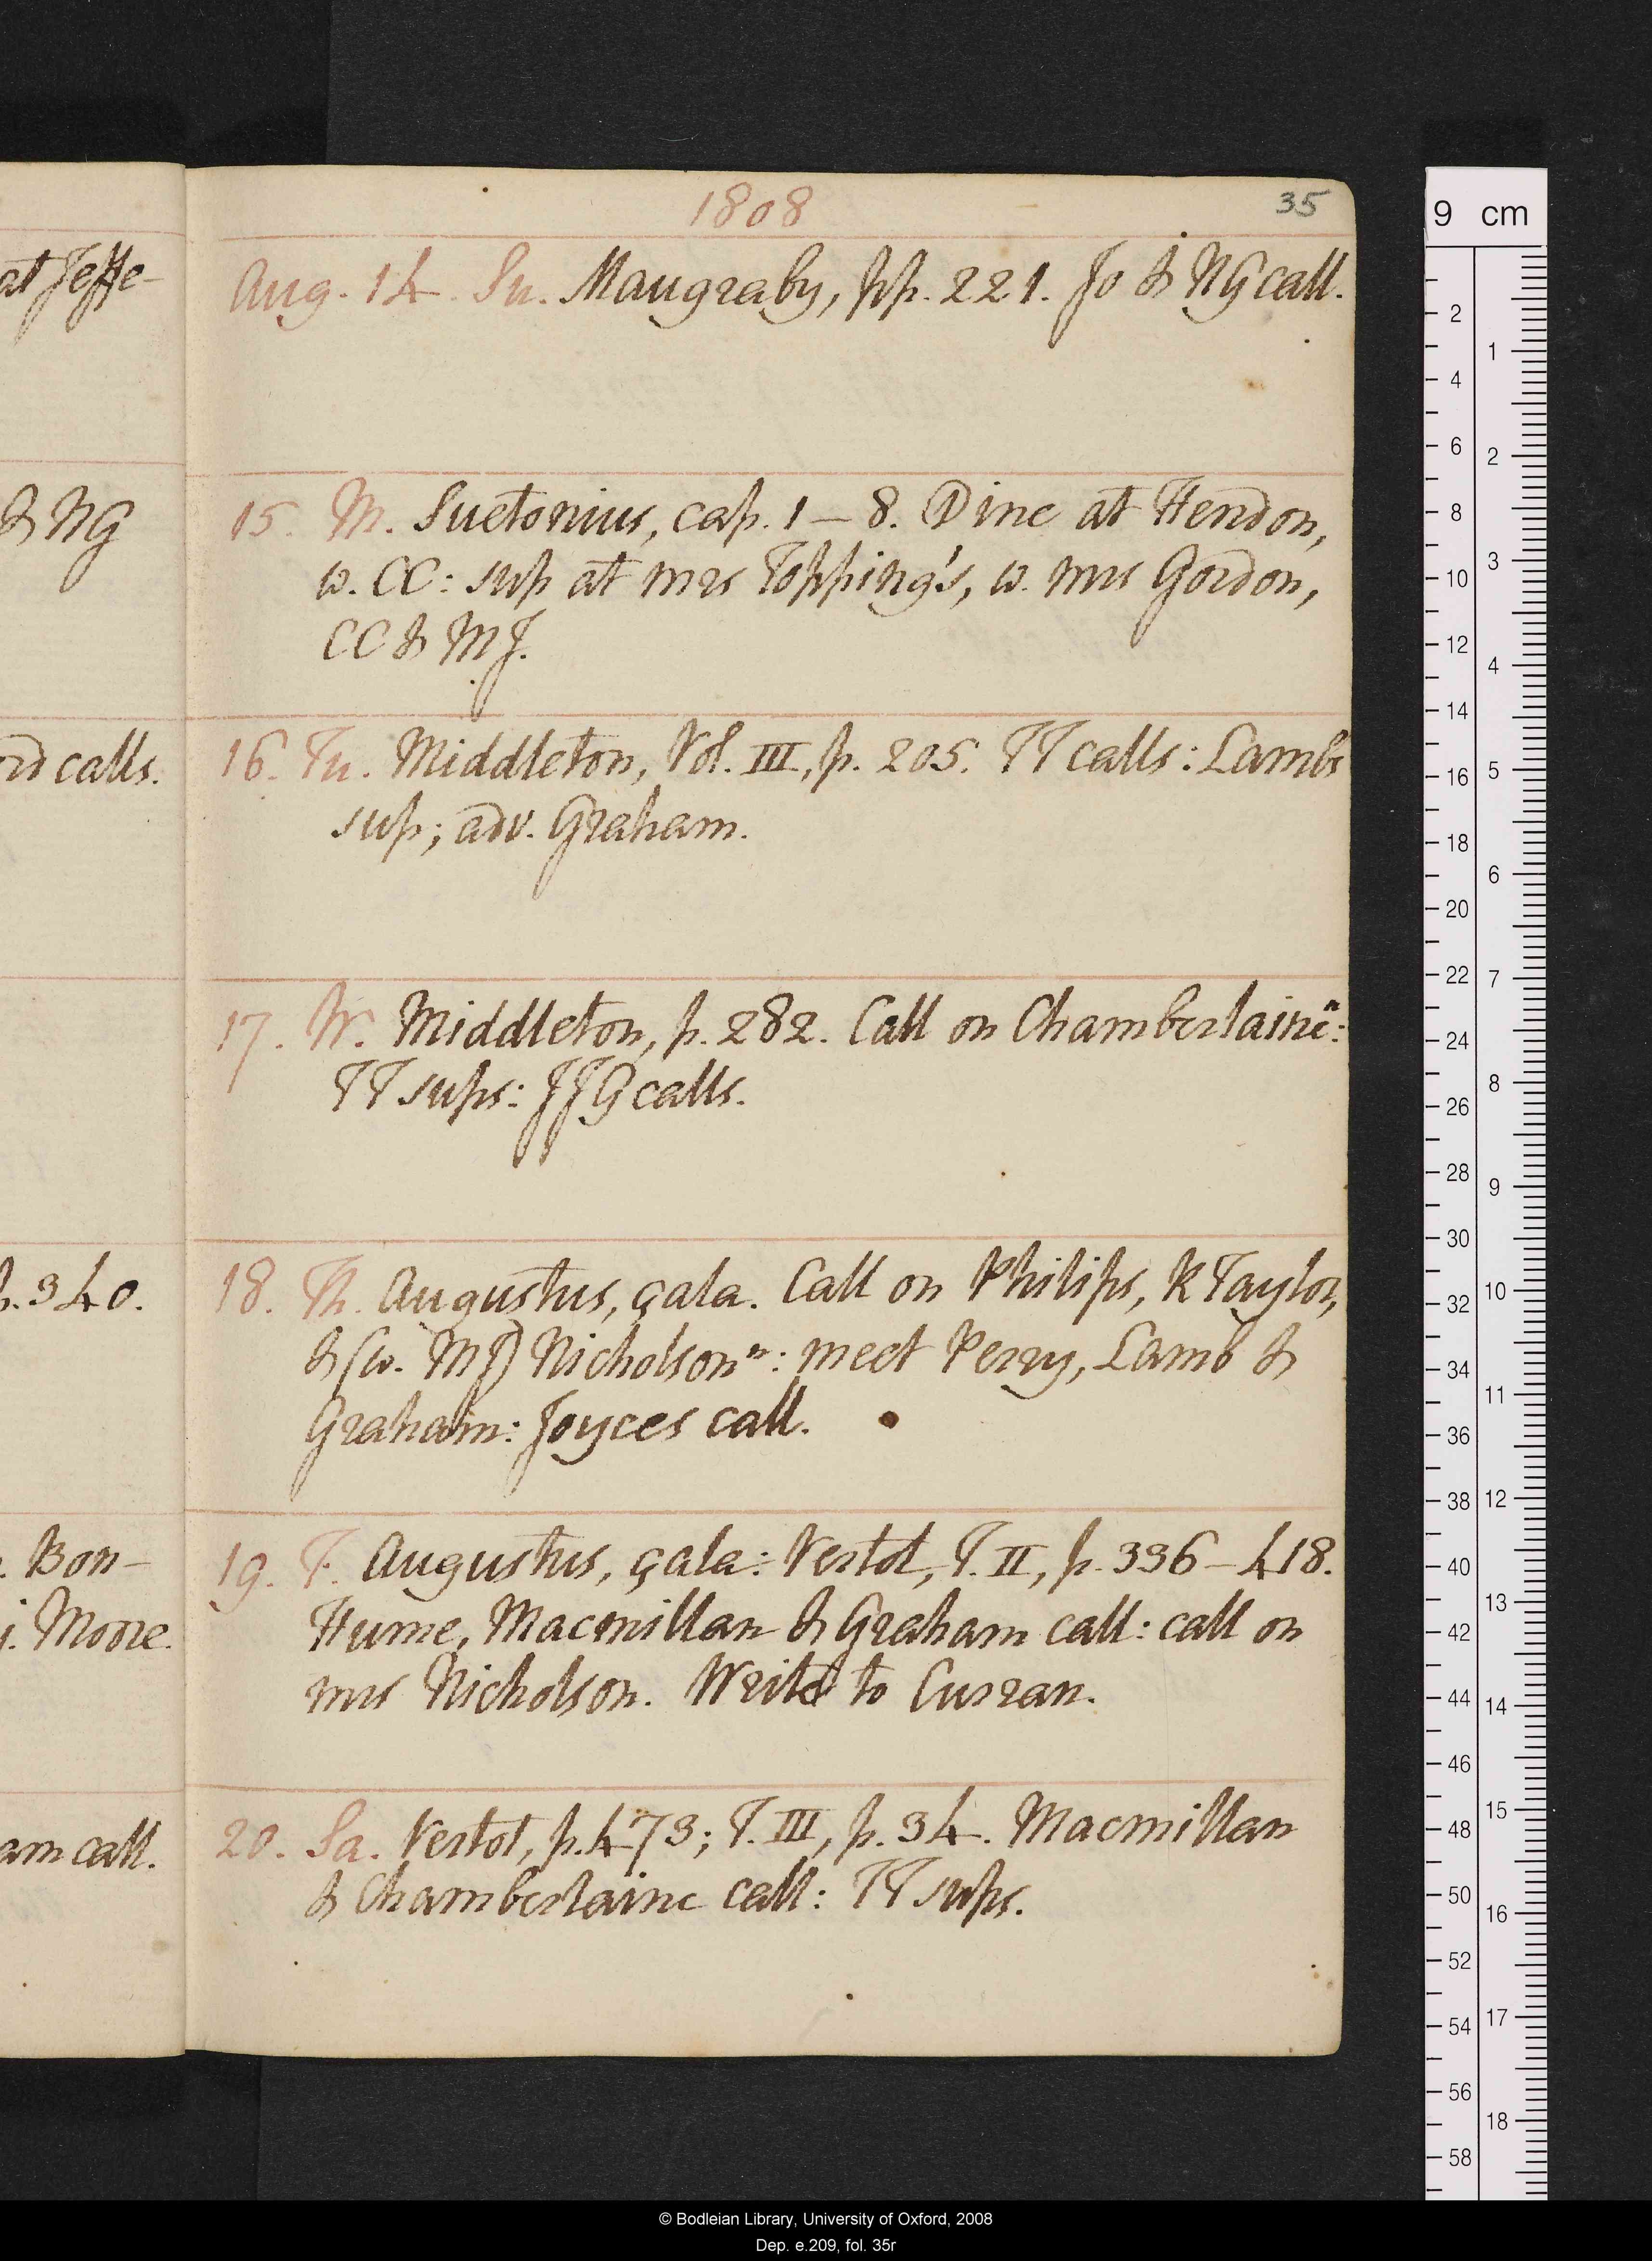 1808
35
Aug. 14. Su. Maugraby, pp. 221. Jo & NG call.
15. M. Suetonius, cap. 1–8. Dine at Hendon,
w. CC: sup at mrs Topping's, w. mrs Gordon,
CC & MJ.
16. Tu. Middleton, Vol. III, p. 205. TT calls: Lambs
sup; adv. Graham.
17. W. Middleton, p. 282. Call on Chamberlaine n:
TT sups: JJG calls.
18. Th. Augustus, çala. Call on Philips, R Taylor,
& (w. MJ) Nicholson n: meet Perry, Lamb &
Graham: Joyces call.
19. F. Augustus, çala: Vertot, T. II, p. 336–418.
Hume, Macmillan & Graham call: call on
mrs Nicholson. Write to Curran.
20. Sa. Vertot, p. 473; T. III, p. 34. Macmillan
& Chamberlaine call: TT sups.
at Jeffe-
& NG
rd calls.
p. 340.
. Bon-
. Moore.
am call.
9 cm
2
4
6
8
10
12
14
16
18
20
22
24
26
28
30
32
34
36
38
40
42
44
46
48
50
52
54
56
58
1
2
3
4
5
6
7
8
9
10
11
12
13
14
15
16
17
18
© Bodleian Library, University of Oxford, 2008
Dep. e.209, fol. 35r